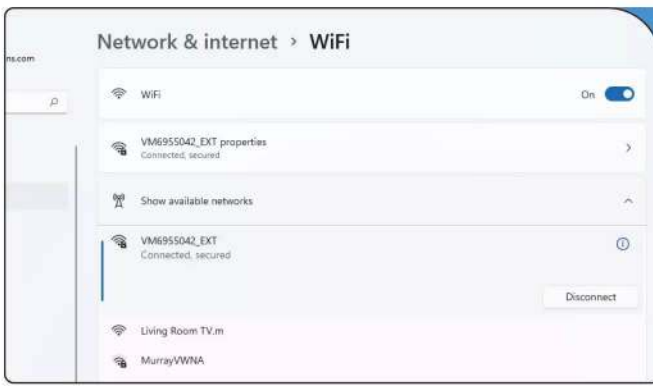 Network & internet > WiFi
ns.com
WiFi
On
VM6955042_EXT properties
Connected, secured
Show available networks
VM6955042_EXT
Connected, secured
Disconnect
Living Room TV.m
MurrayVWNA